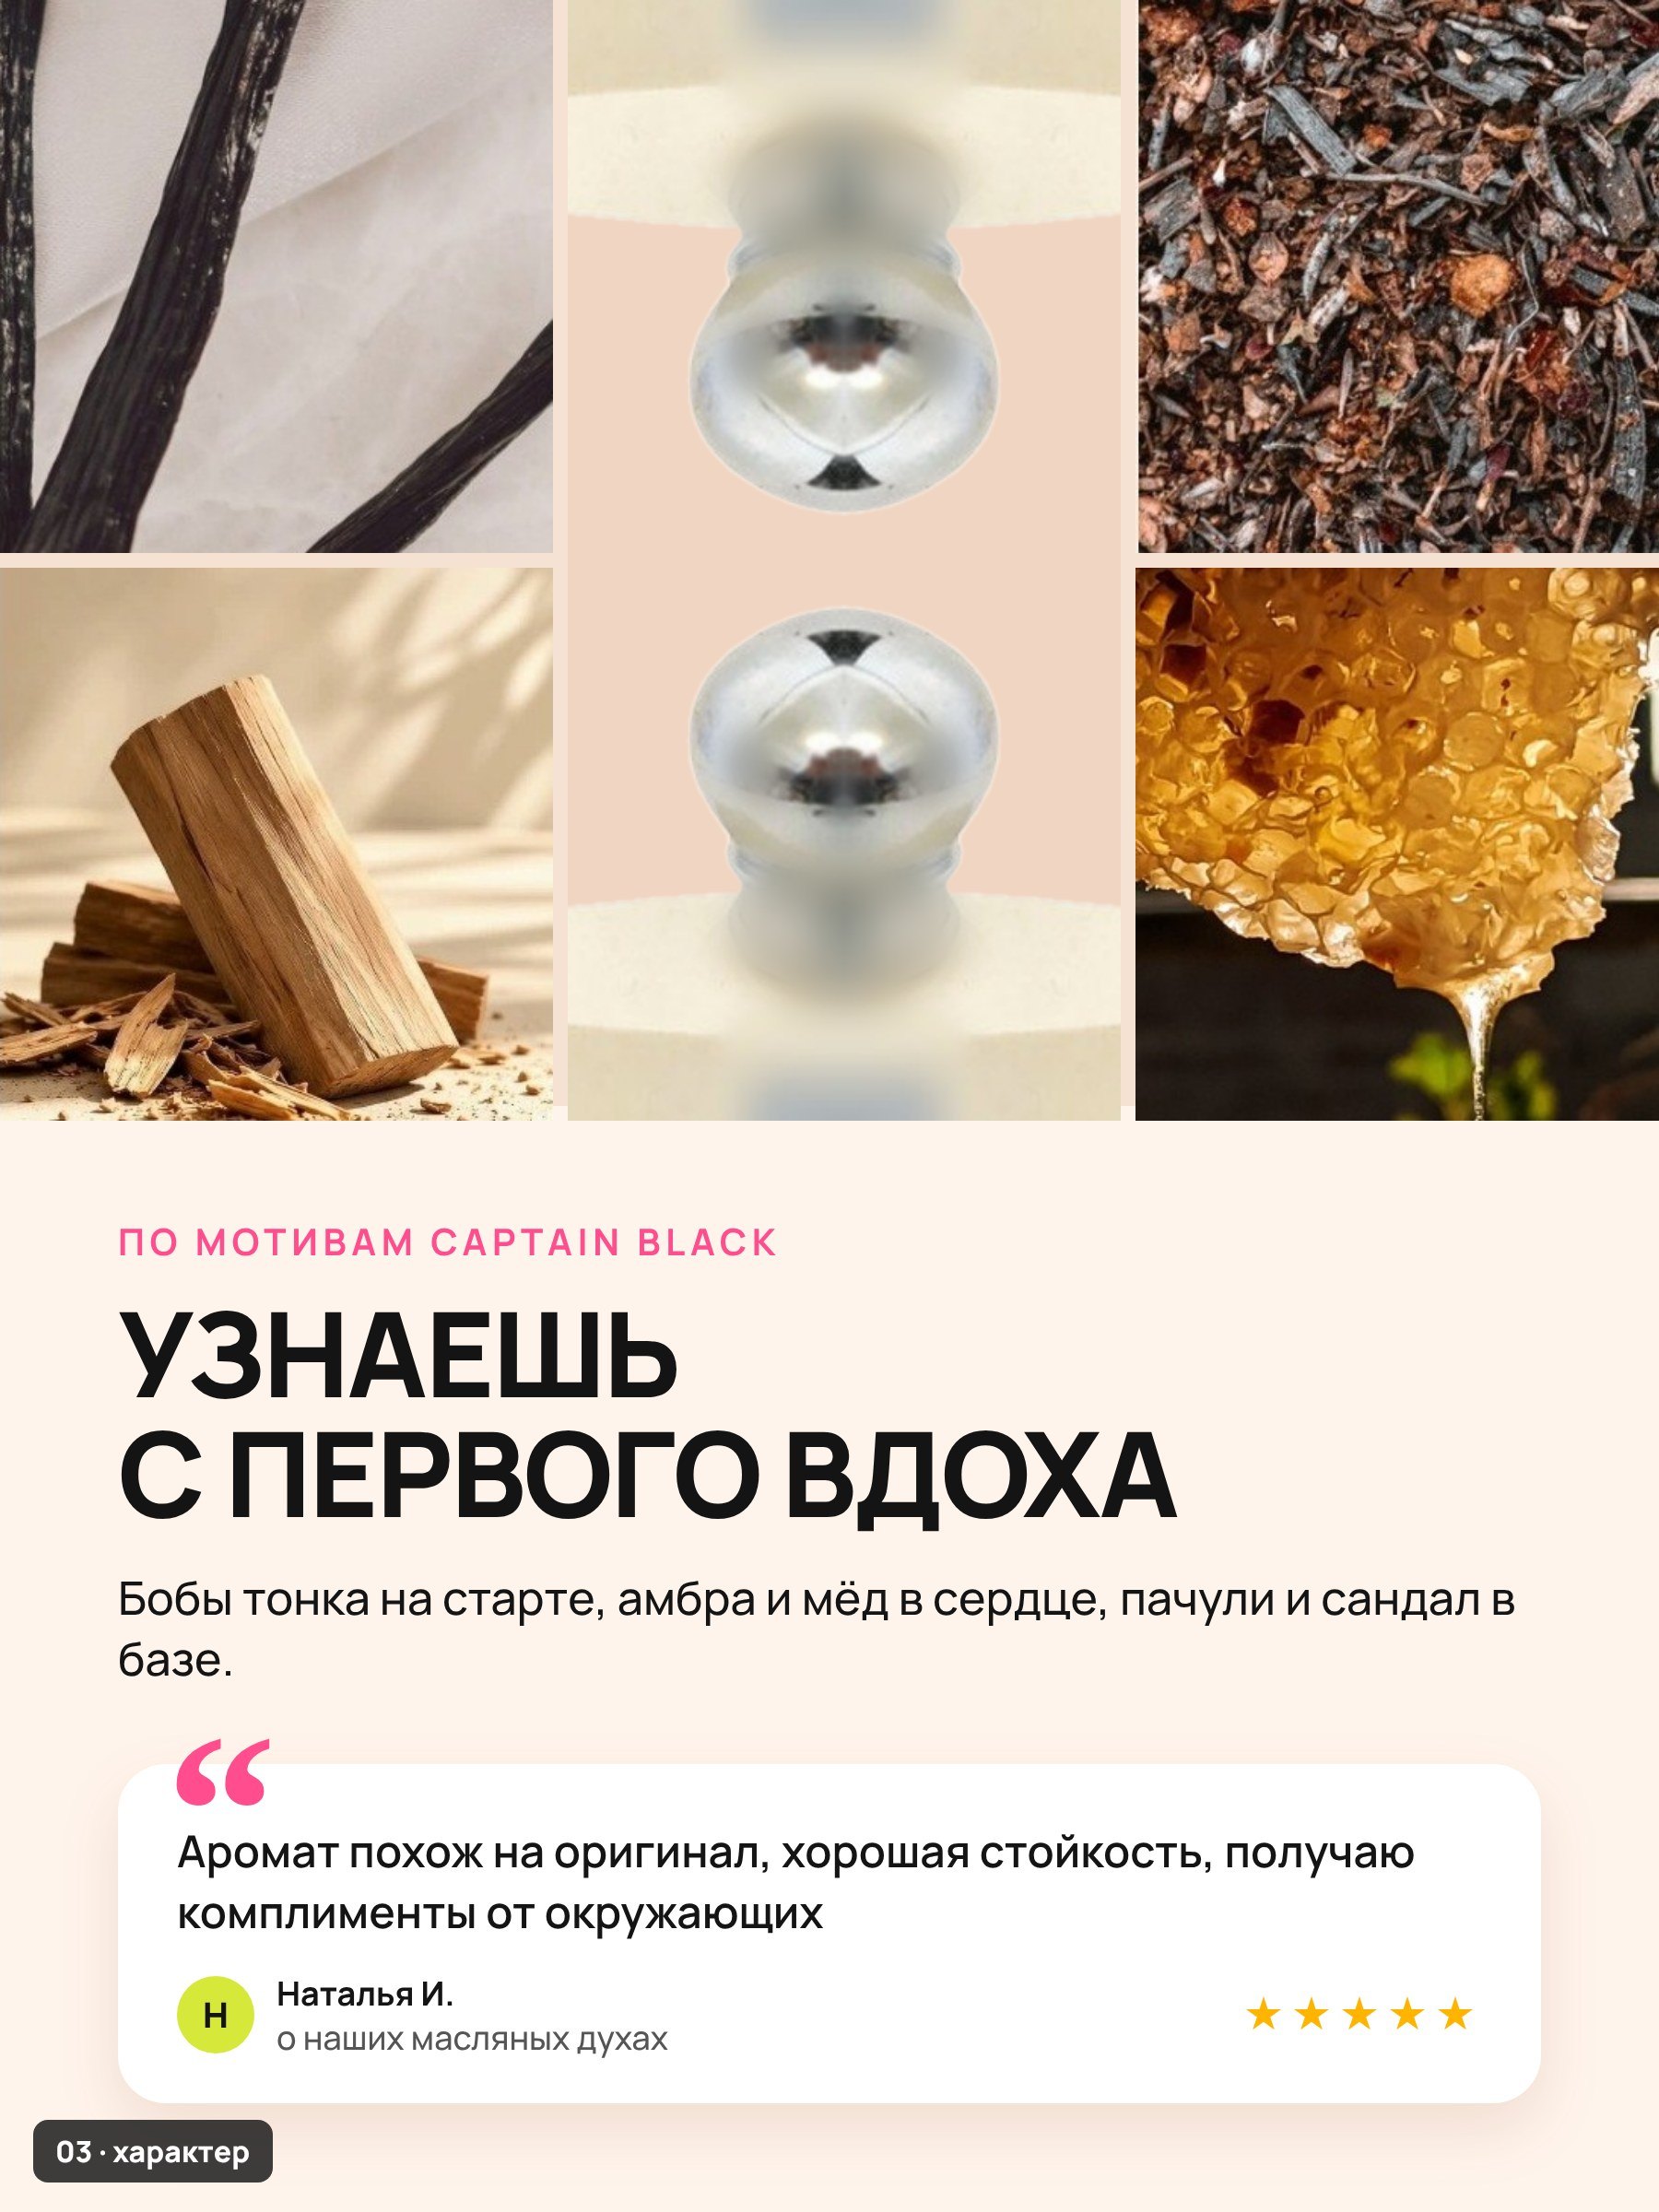 ПО МОТИВАМ CAPTAIN BLACK
УЗНАЕШЬ
С ПЕРВОГО ВДОХА
Бобы тонка на старте, амбра и мёд в сердце, пачули и сандал в
базе.
“
Аромат похож на оригинал, хорошая стойкость, получаю
комплименты от окружающих
Н
Наталья И.
о наших масляных духах
★★★★★
03 · характер